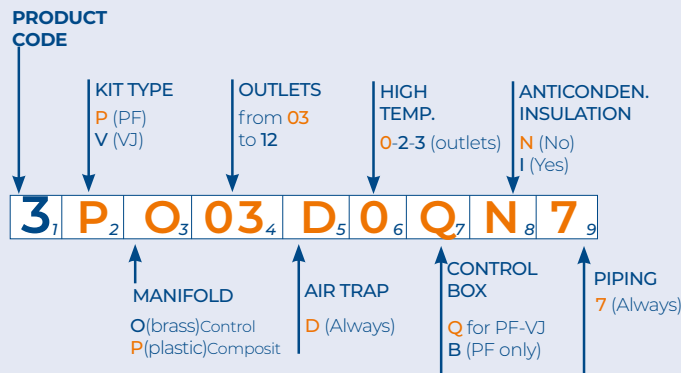 PRODUCT
CODE
KIT TYPE
P (PF)
V (VJ)
OUTLETS
from 03
to 12
HIGH
TEMP.
0-2-3 (outlets)
ANTICONDEN.
INSULATION
N (No)
I (Yes)
3 1 P 2 O 3 03 4 D 5 0 6 Q 7 N 8 7 9
MANIFOLD
O(brass)Control
P(plastic)Composit
AIR TRAP
D (Always)
CONTROL
BOX
Q for PF-VJ
B (PF only)
PIPING
7 (Always)